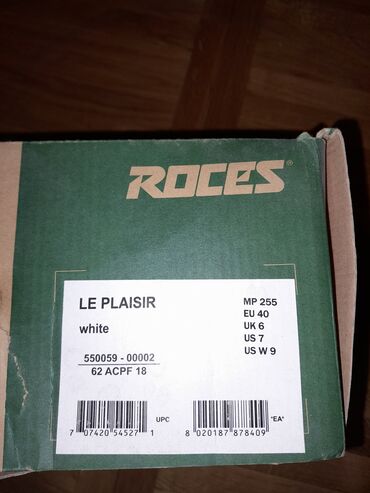 ROCES®
LE PLAISIR
white
550059 - 00002
62 ACPF 18
MP 255
EU 40
UK 6
US 7
US W 9
UPC
"EA"
7 07420 54527 1
8 020187 878409